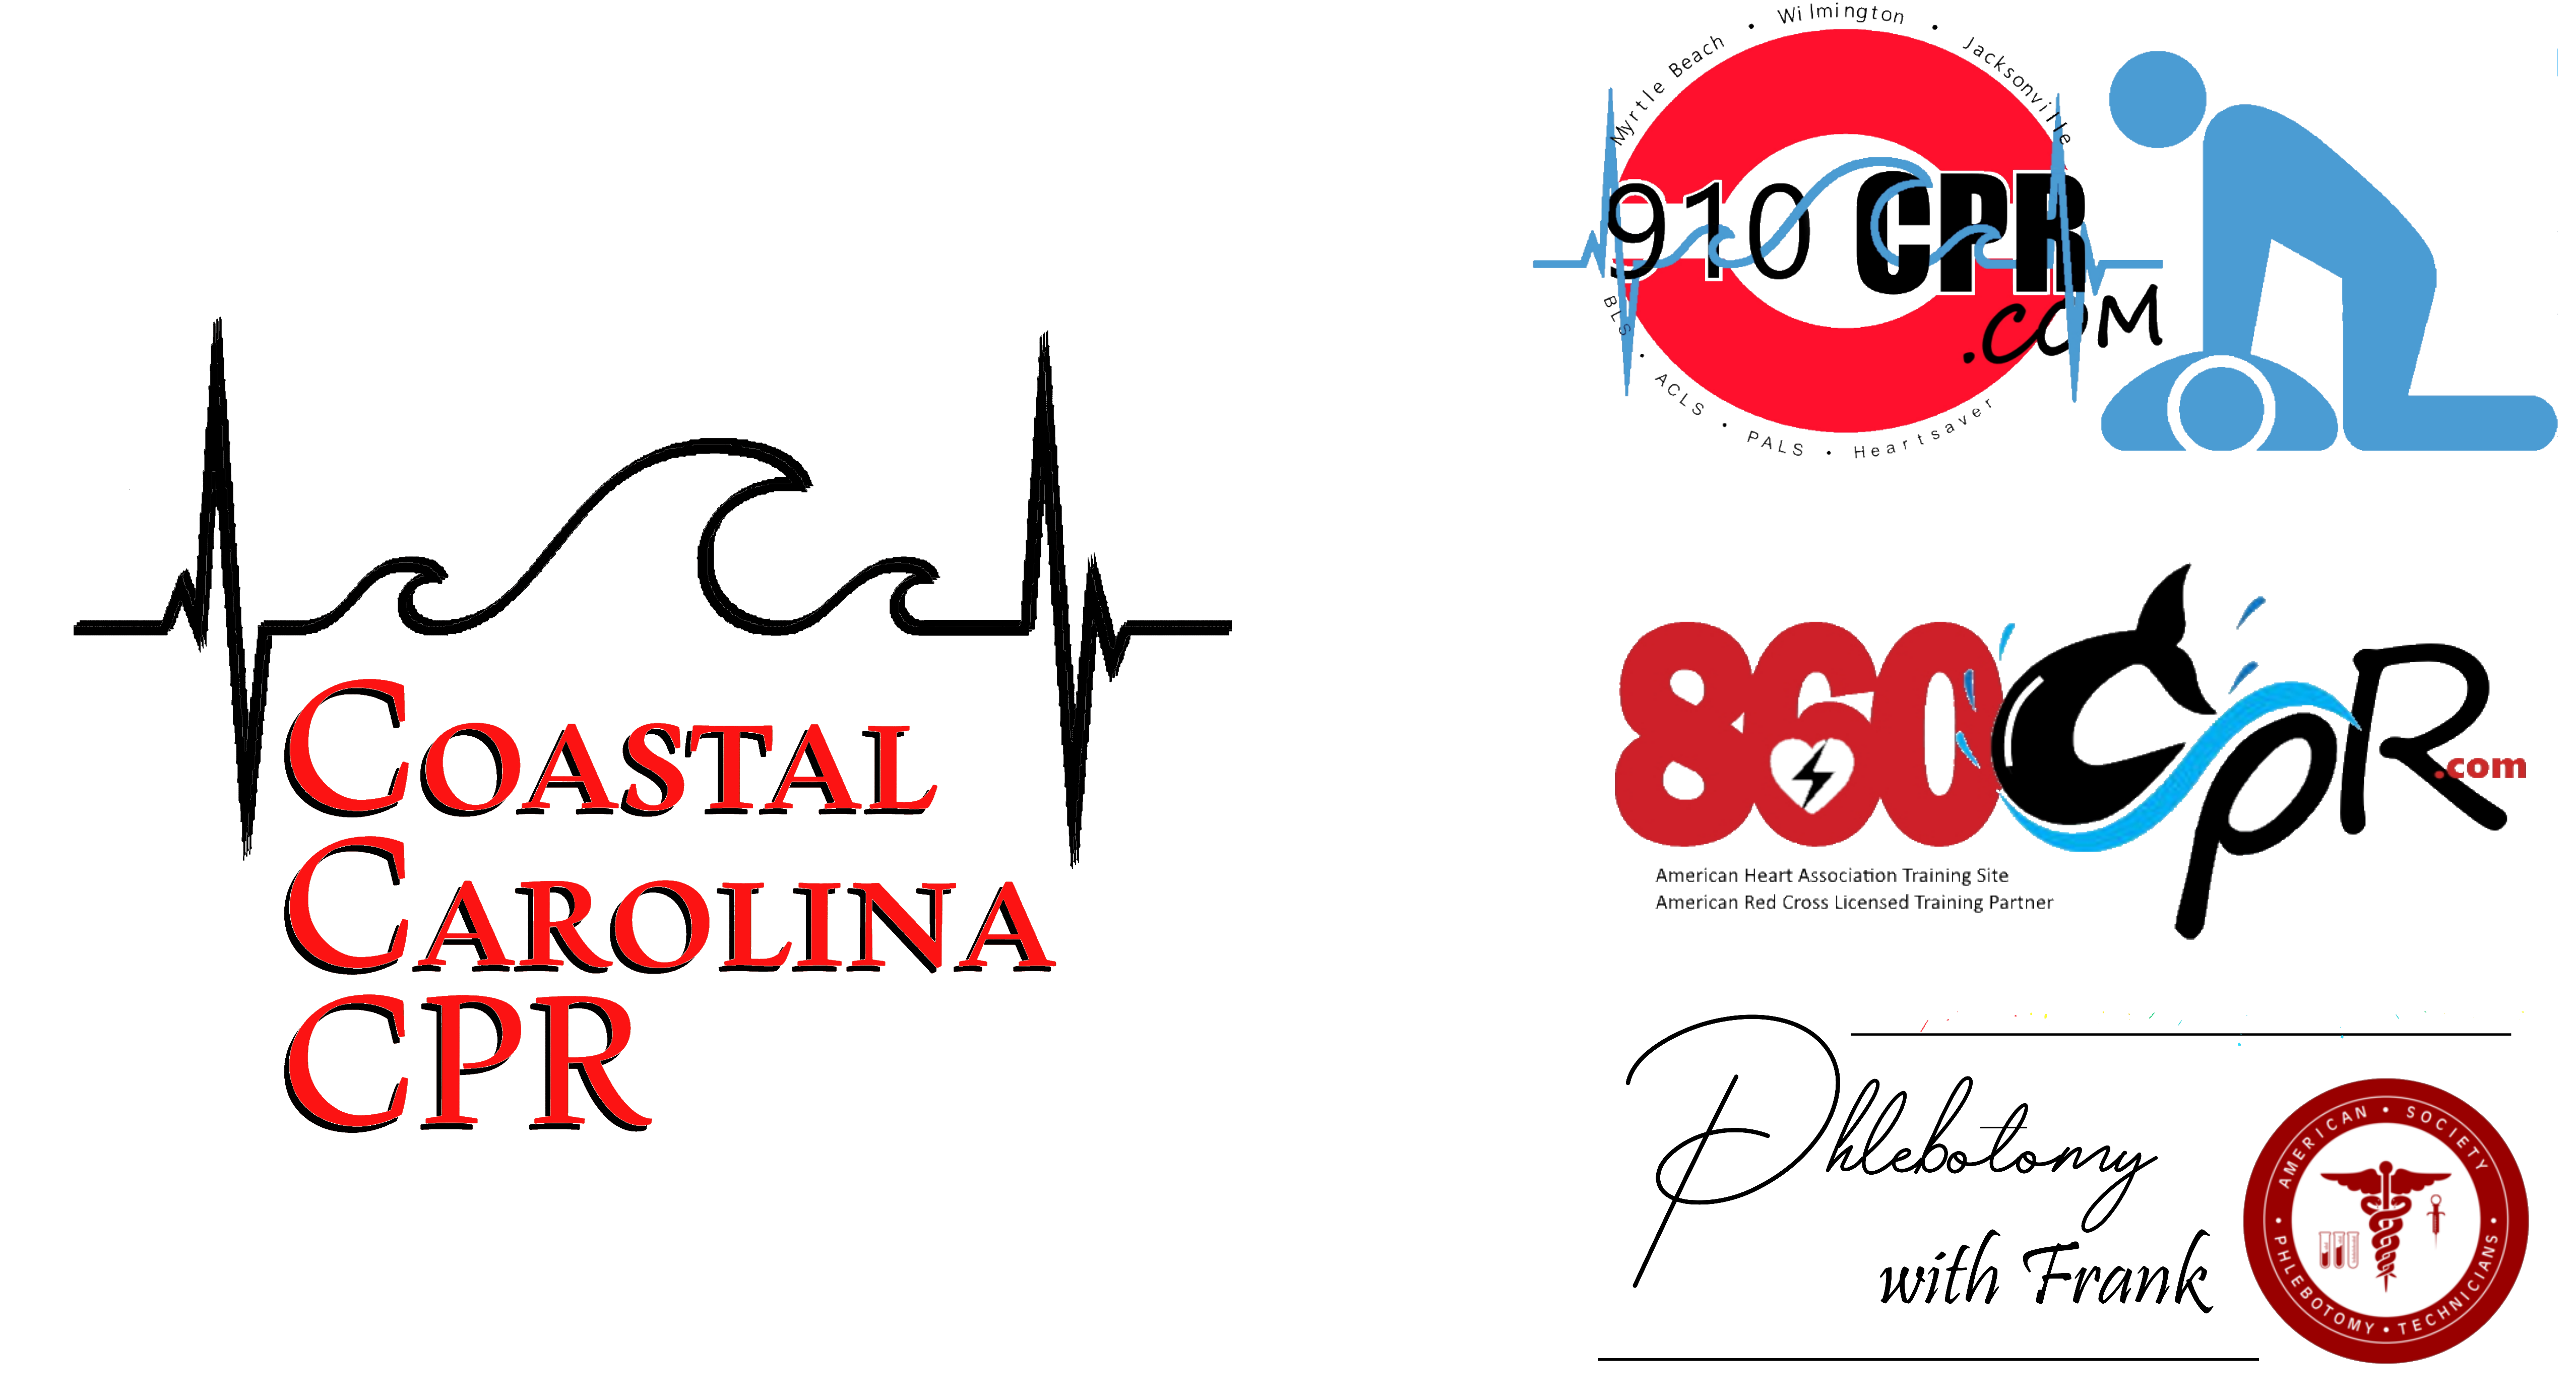 COASTAL
CAROLINA
CPR
Myrtle Beach • Wilmington • Jacksonville
910 CPR
.COM
BLS • ACLS • PALS • Heartsaver
860CPR.com
American Heart Association Training Site
American Red Cross Licensed Training Partner
Phlebotomy
with Frank
AMERICAN • SOCIETY
• PHLEBOTOMY • TECHNICIANS •